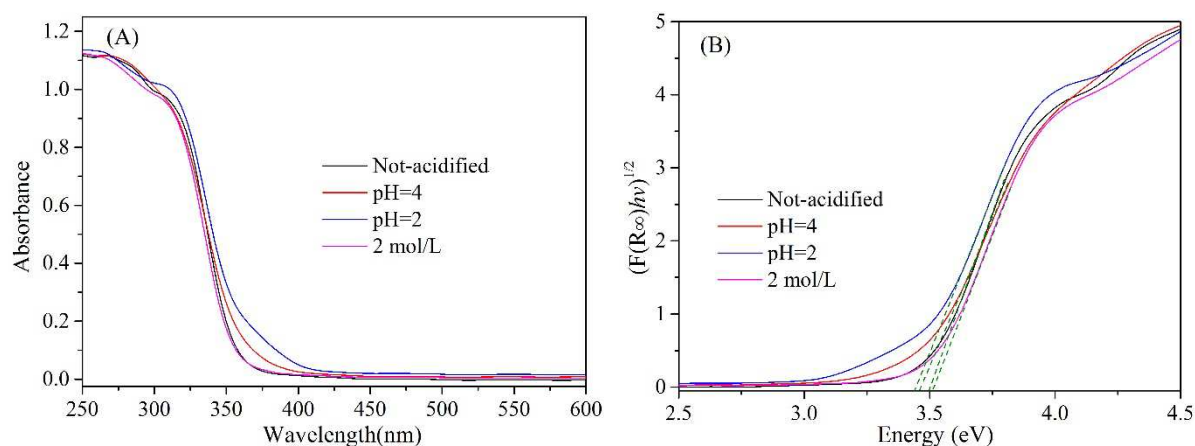 (A)
Absorbance
1.2
1.0
0.8
0.6
0.4
0.2
0.0
250 300 350 400 450 500 550 600
Wavelength(nm)
Not-acidified
pH=4
pH=2
2 mol/L
(B)
(F(R∞)hν)^1/2
5
4
3
2
1
0
2.5 3.0 3.5 4.0 4.5
Energy (eV)
Not-acidified
pH=4
pH=2
2 mol/L